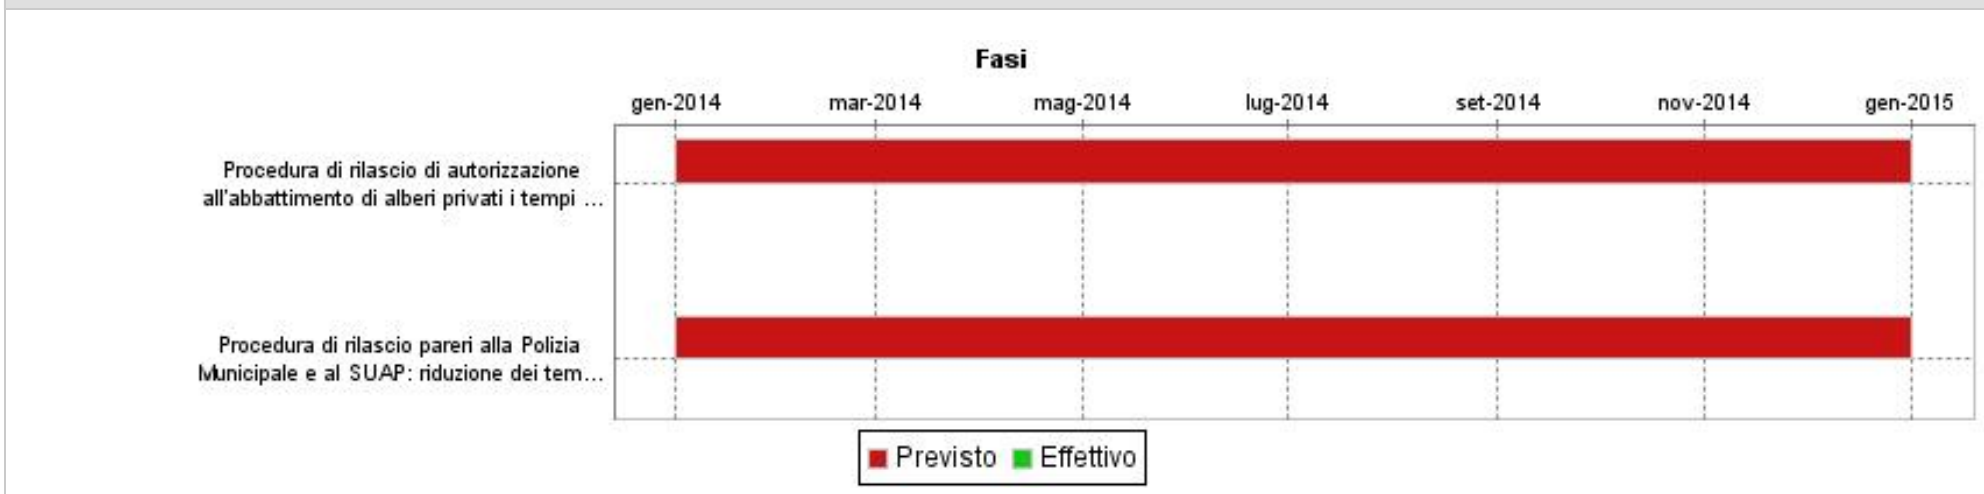 Fasi
gen-2014 mar-2014 mag-2014 lug-2014 set-2014 nov-2014 gen-2015
Procedura di rilascio di autorizzazione
all'abbattimento di alberi privati i tempi ...
Procedura di rilascio pareri alla Polizia
Municipale e al SUAP: riduzione dei tem...
Previsto Effettivo